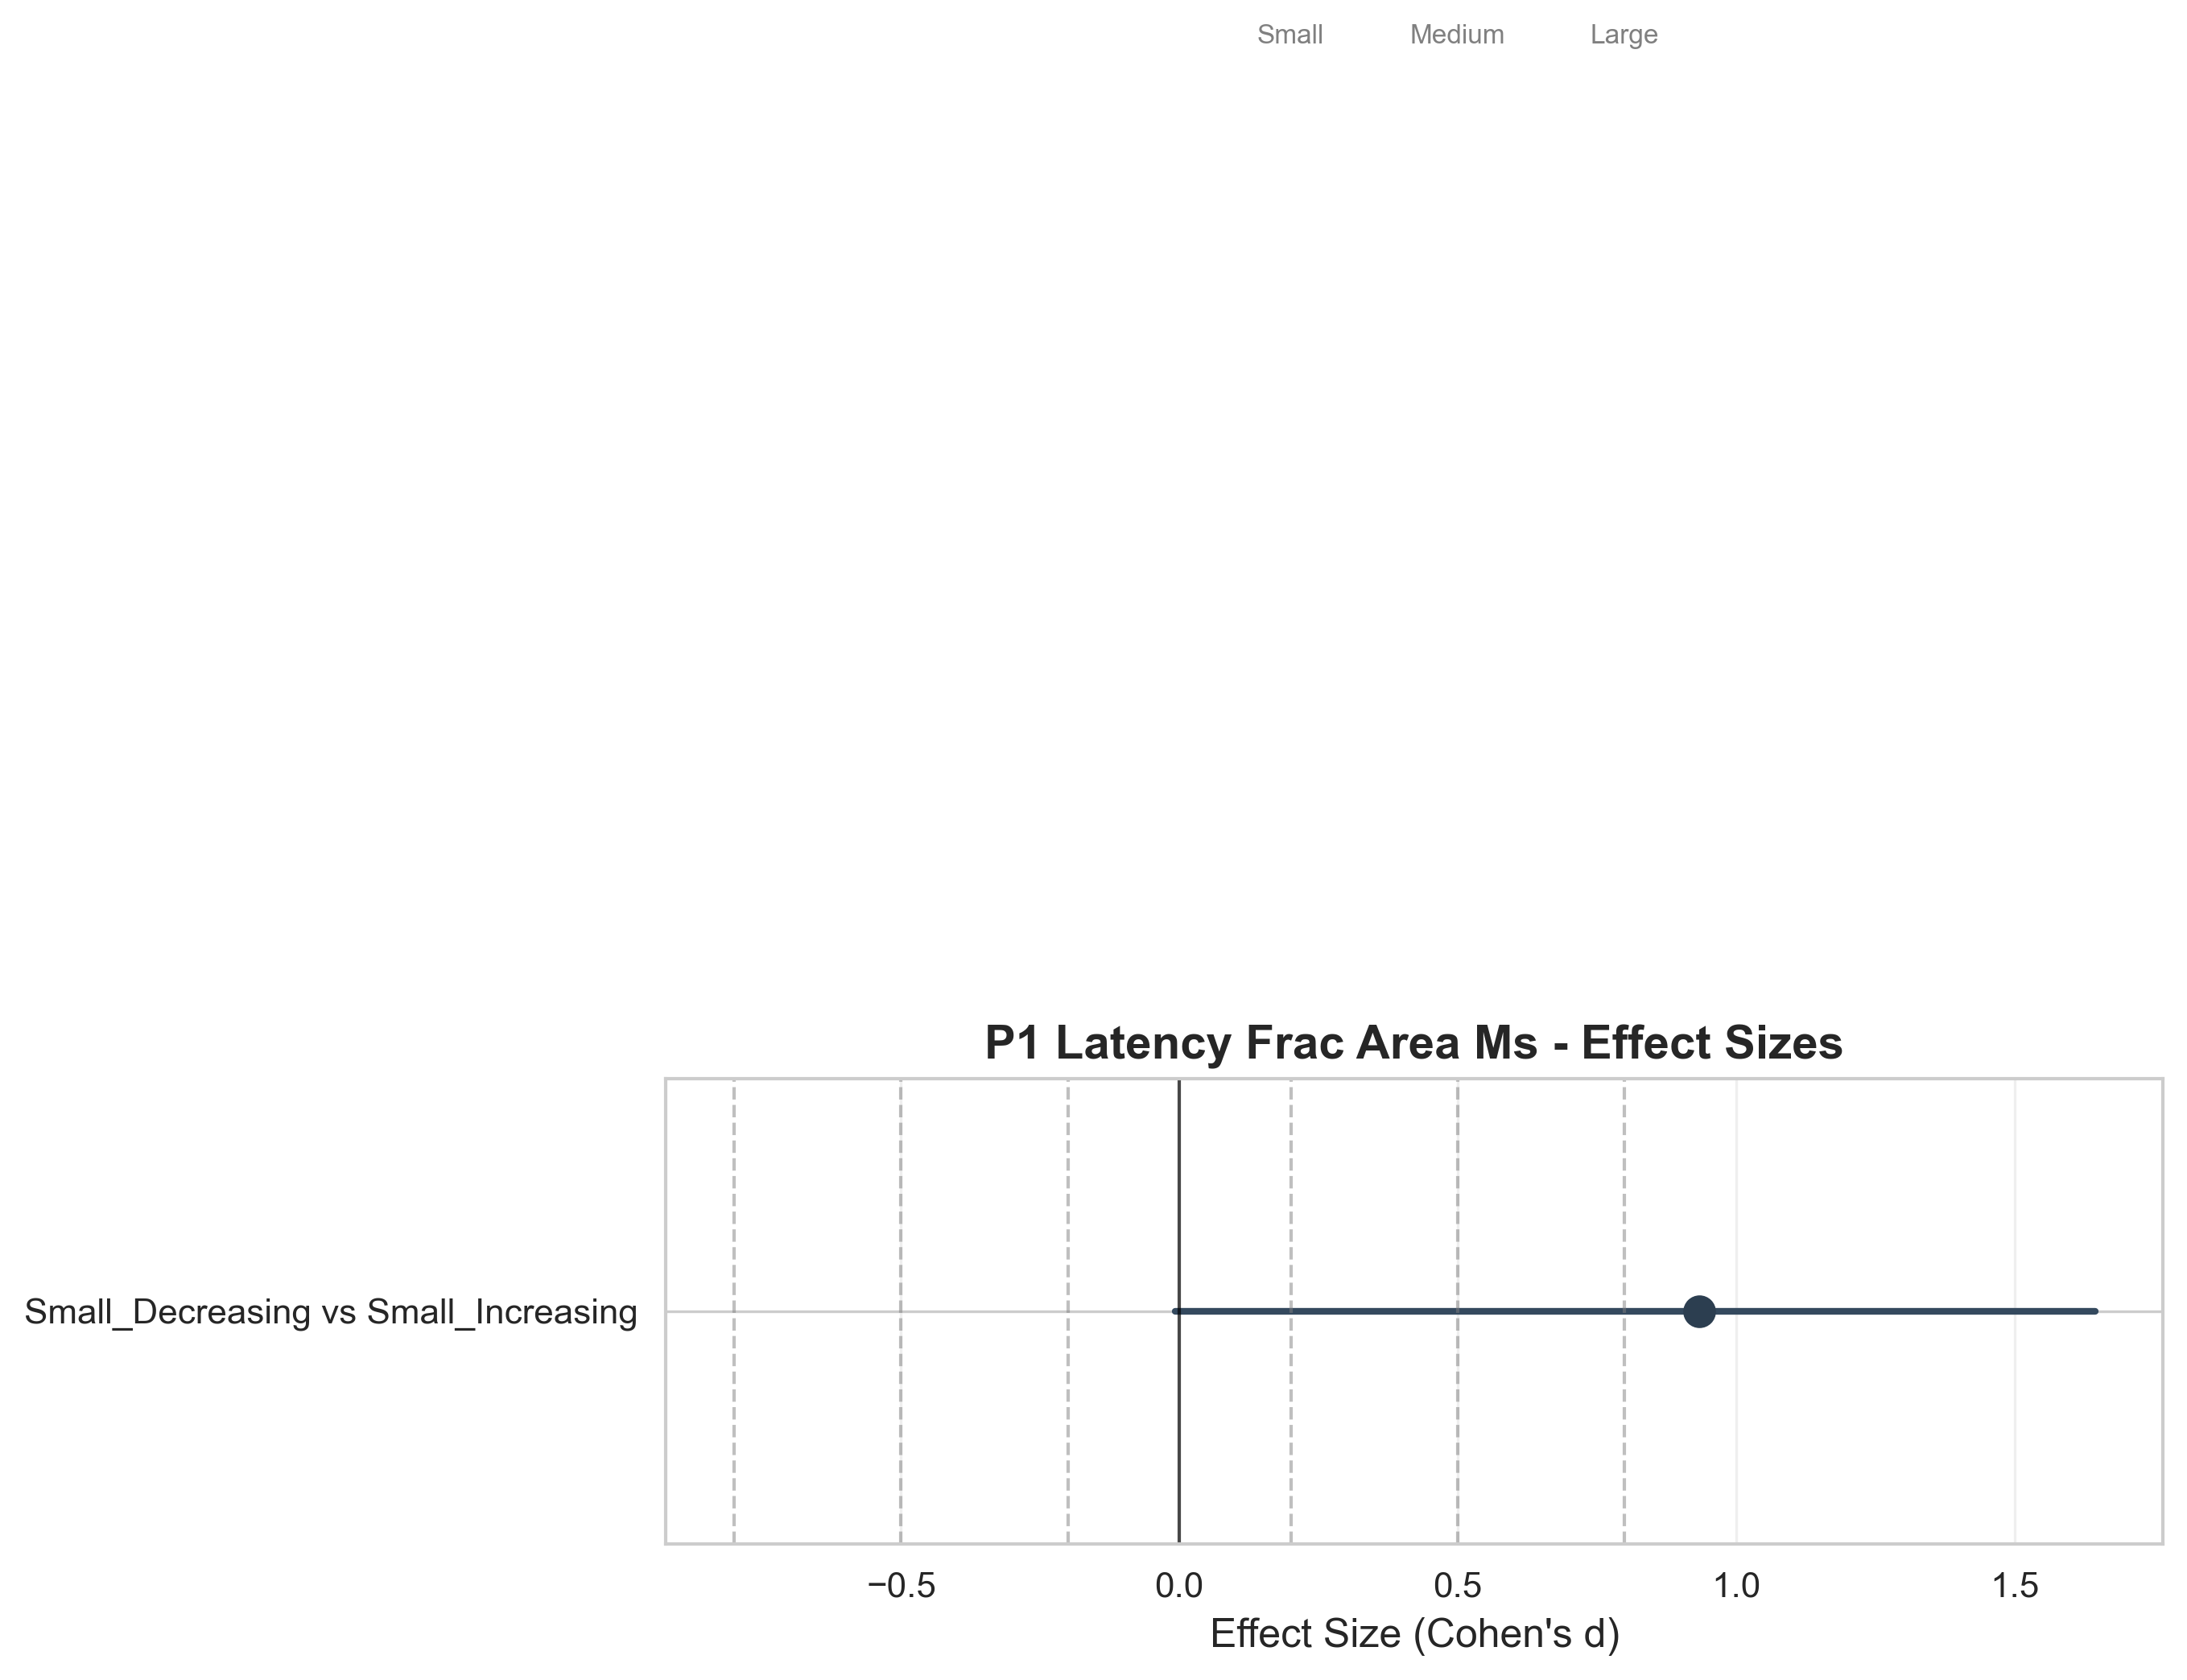 Small Medium Large
P1 Latency Frac Area Ms - Effect Sizes
Small_Decreasing vs Small_Increasing
−0.5 0.0 0.5 1.0 1.5
Effect Size (Cohen's d)